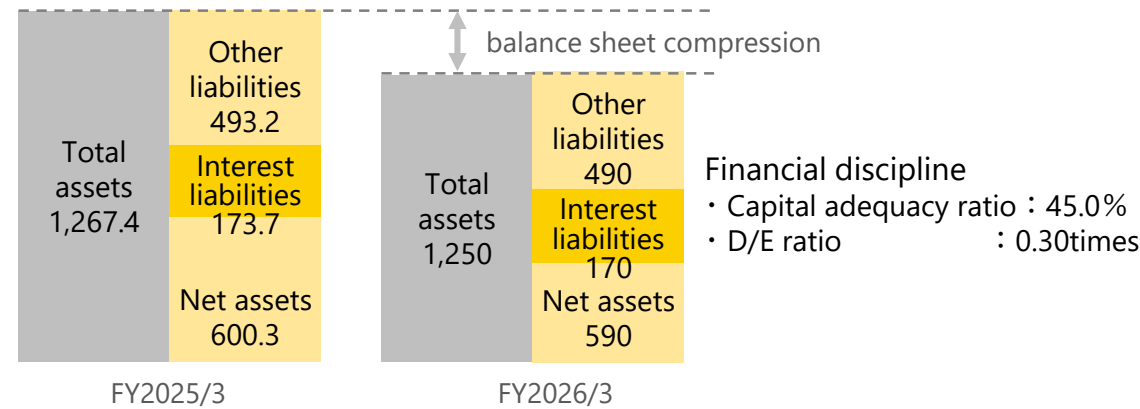 balance sheet compression
Other
liabilities
493.2
Total
assets
1,267.4
Interest
liabilities
173.7
Net assets
600.3
FY2025/3
Other
liabilities
490
Total
assets
1,250
Interest
liabilities
170
Net assets
590
FY2026/3
Financial discipline
・Capital adequacy ratio：45.0%
・D/E ratio ：0.30times